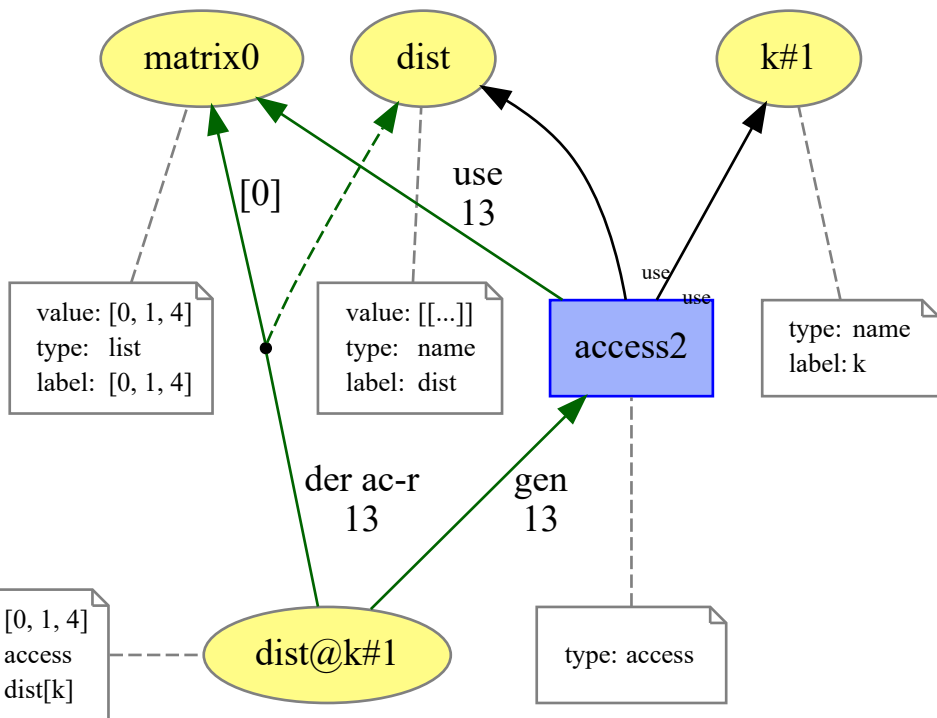 matrix0
dist
k#1
[0]
use
13
use
use
value: [0, 1, 4]
type: list
label: [0, 1, 4]
value: [[...]]
type: name
label: dist
access2
type: name
label: k
der ac-r
13
gen
13
[0, 1, 4]
access
dist[k]
dist@k#1
type: access